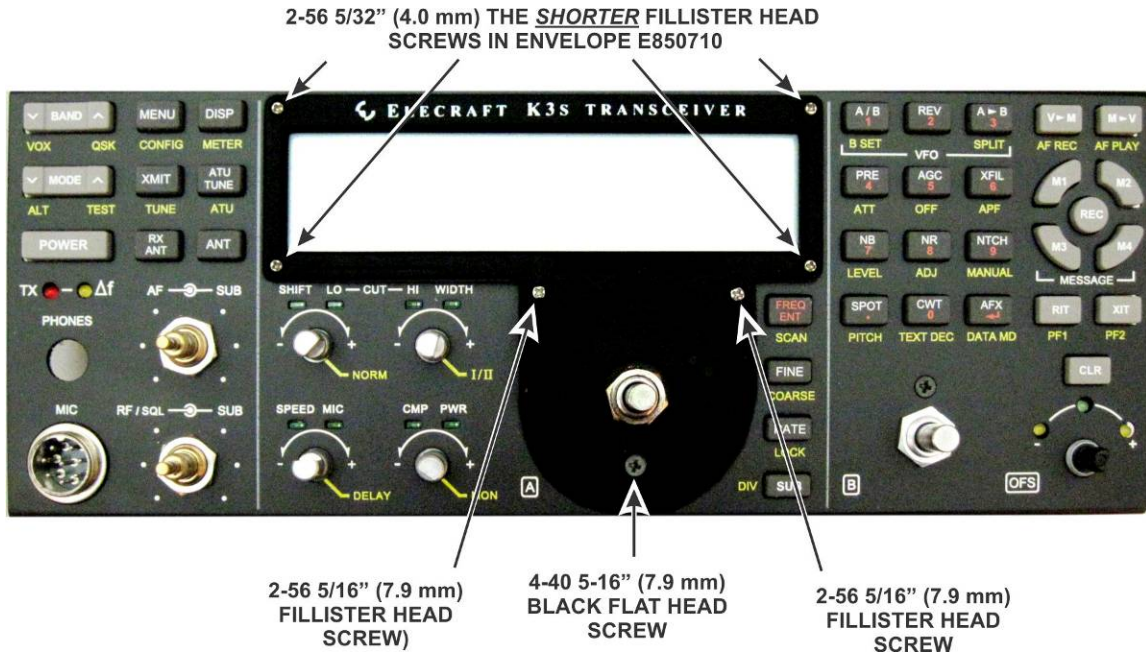 2-56 5/32” (4.0 mm) THE SHORTER FILLISTER HEAD
SCREWS IN ENVELOPE E850710
ELECRAFT K3S TRANSCEIVER
BAND
VOX QSK
MENU
CONFIG
DISP
METER
MODE
ALT TEST
XMIT
TUNE
ATU
TUNE
ATU
POWER
RX
ANT
ANT
TX - Δf
AF SUB
PHONES
MIC
RF / SQL SUB
SHIFT LO CUT HI WIDTH
- +
NORM
- +
I/II
SPEED MIC
CMP PWR
- +
DELAY
- +
MON
A
A / B
1
B SET
REV
2
A ► B
3
SPLIT
VFO
PRE
4
ATT
AGC
5
OFF
XFIL
6
APF
NB
7
LEVEL
NR
8
ADJ
NTCH
9
MANUAL
SPOT
.
PITCH
CWT
0
TEXT DEC
AFX
DATA MD
V ► M
AF REC
M ► V
AF PLAY
M1
M2
REC
M3
M4
MESSAGE
RIT
PF1
XIT
PF2
CLR
FREQ
ENT
SCAN
FINE
COARSE
RATE
LOCK
DIV SUB
B
- +
OFS
2-56 5/16” (7.9 mm)
FILLISTER HEAD
SCREW)
4-40 5-16” (7.9 mm)
BLACK FLAT HEAD
SCREW
2-56 5/16” (7.9 mm)
FILLISTER HEAD
SCREW